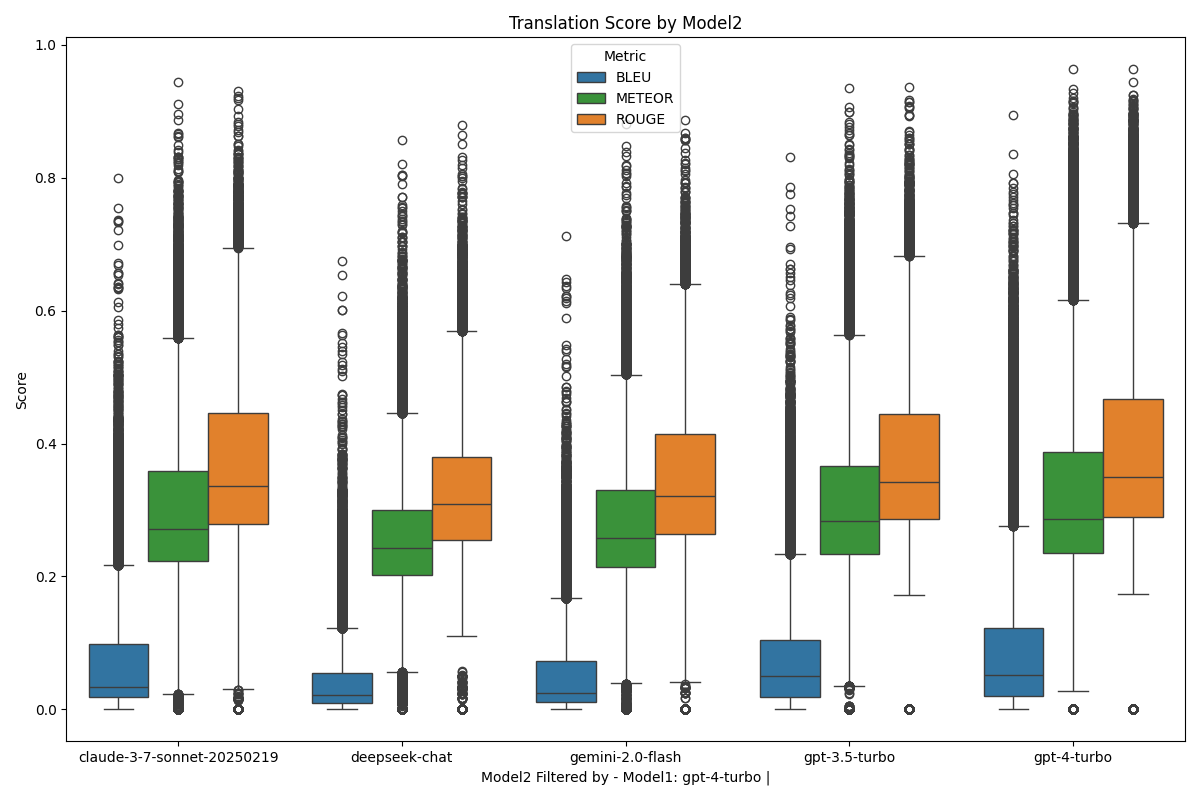 Translation Score by Model2
Metric
BLEU
METEOR
ROUGE
Score
1.0
0.8
0.6
0.4
0.2
0.0
claude-3-7-sonnet-20250219
deepseek-chat
gemini-2.0-flash
gpt-3.5-turbo
gpt-4-turbo
Model2 Filtered by - Model1: gpt-4-turbo |